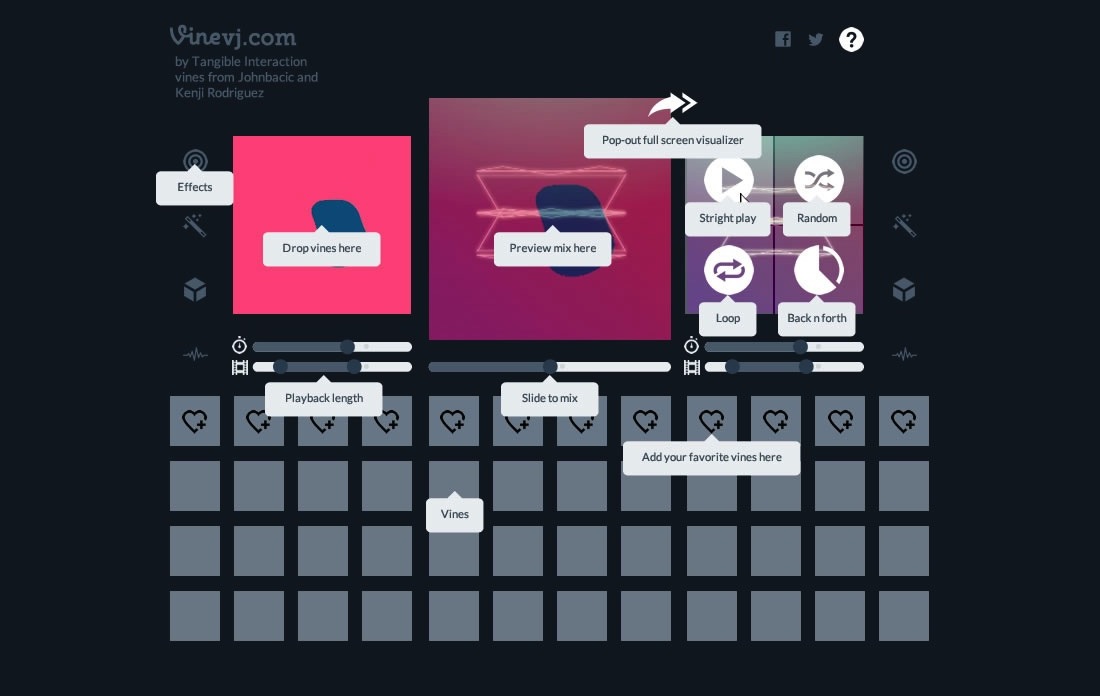 Vinevj.com
by Tangible Interaction
vines from Johnbacic and
Kenji Rodriguez
?
Pop-out full screen visualizer
Effects
Stright play
Random
Drop vines here
Preview mix here
Loop
Back n forth
Playback length
Slide to mix
Add your favorite vines here
Vines